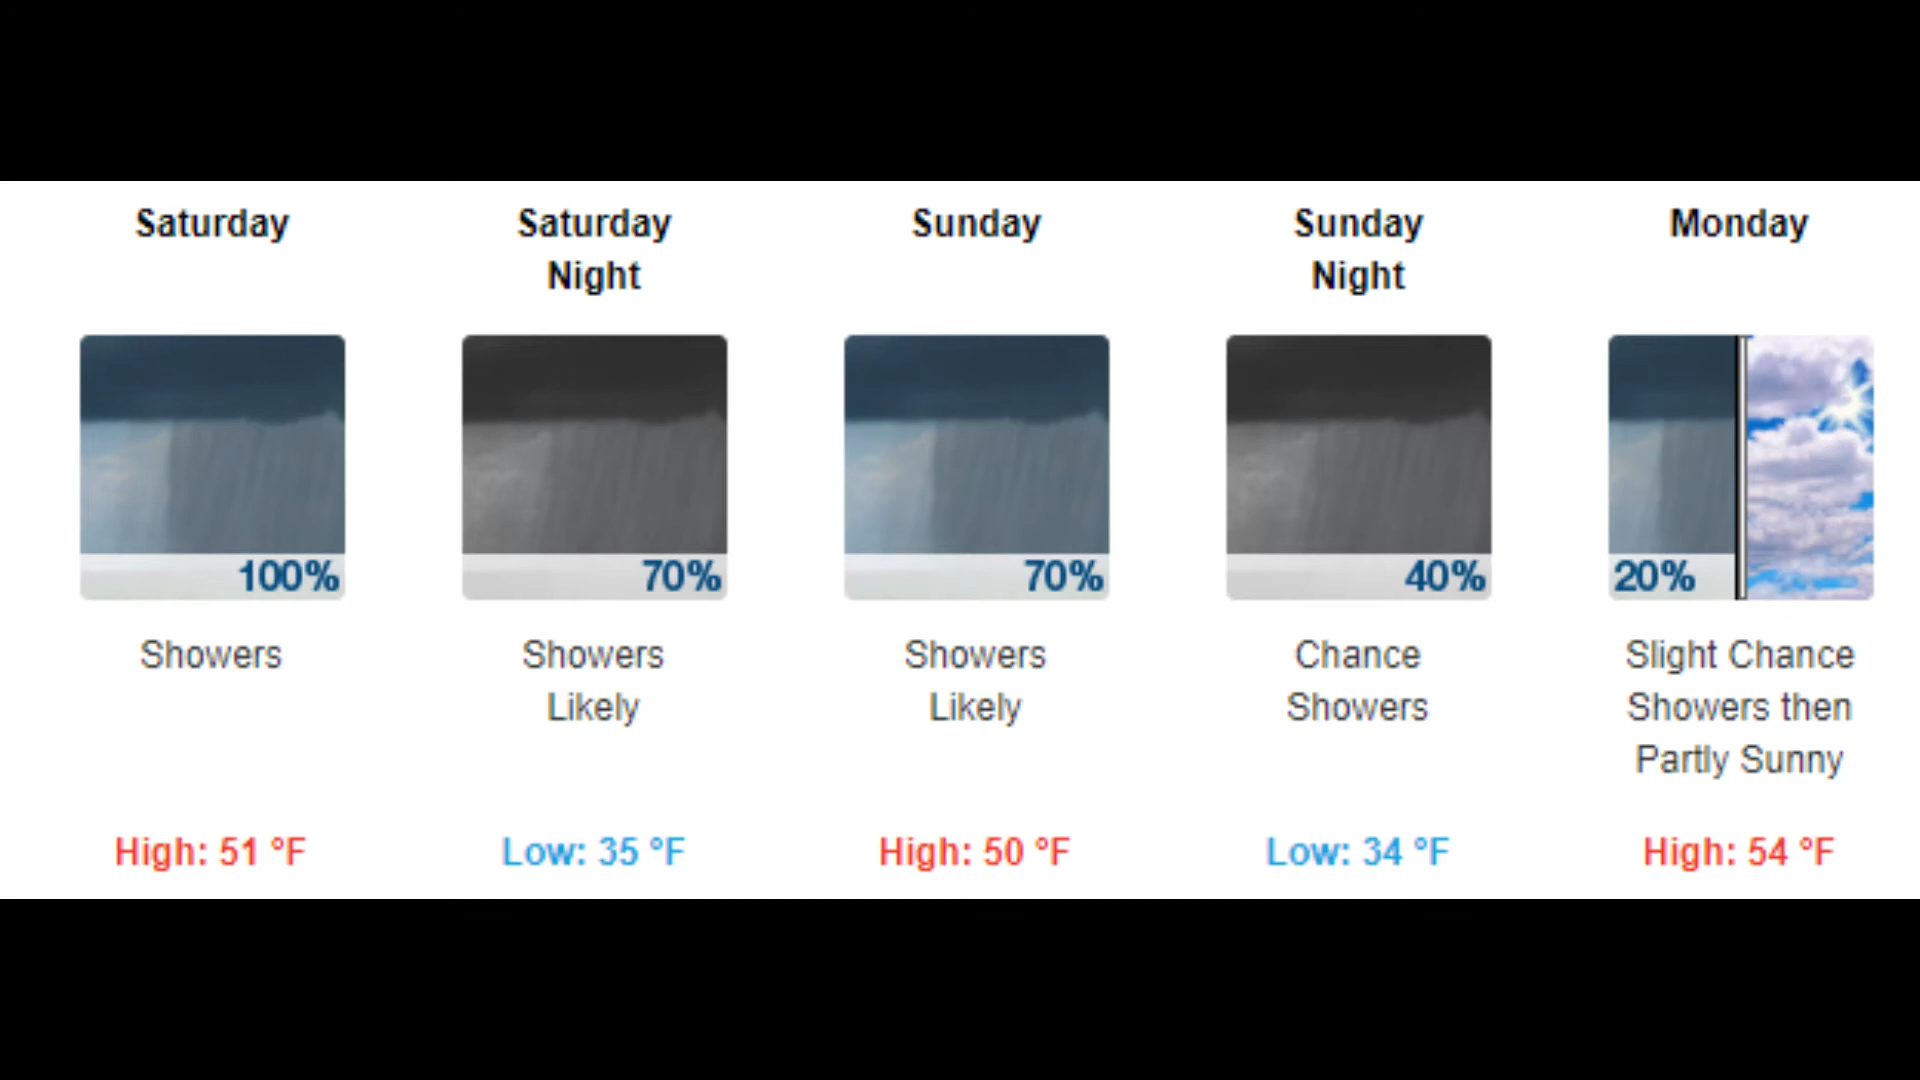 Saturday
Saturday
Night
Sunday
Sunday
Night
Monday
100%
70%
70%
40%
20%
Showers
Showers
Likely
Showers
Likely
Chance
Showers
Slight Chance
Showers then
Partly Sunny
High: 51 °F
Low: 35 °F
High: 50 °F
Low: 34 °F
High: 54 °F